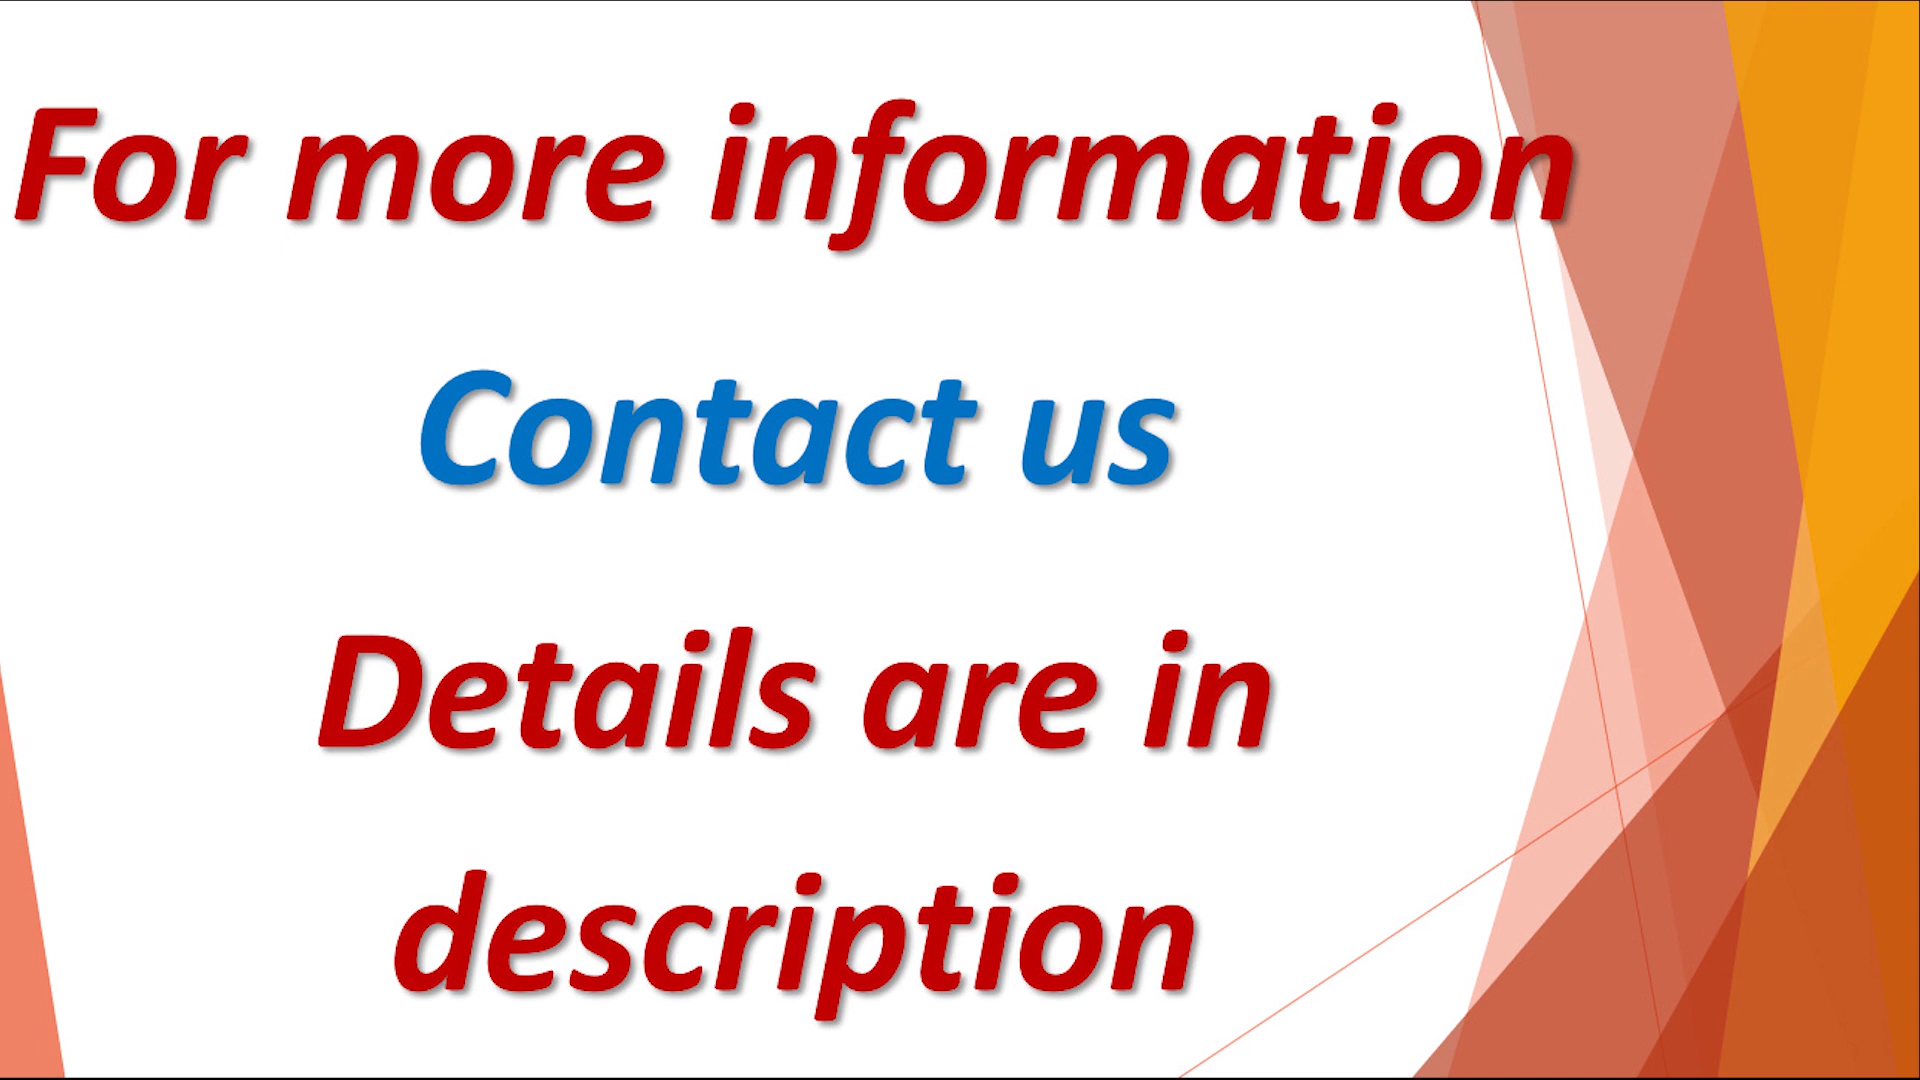 For more information
Contact us
Details are in
description